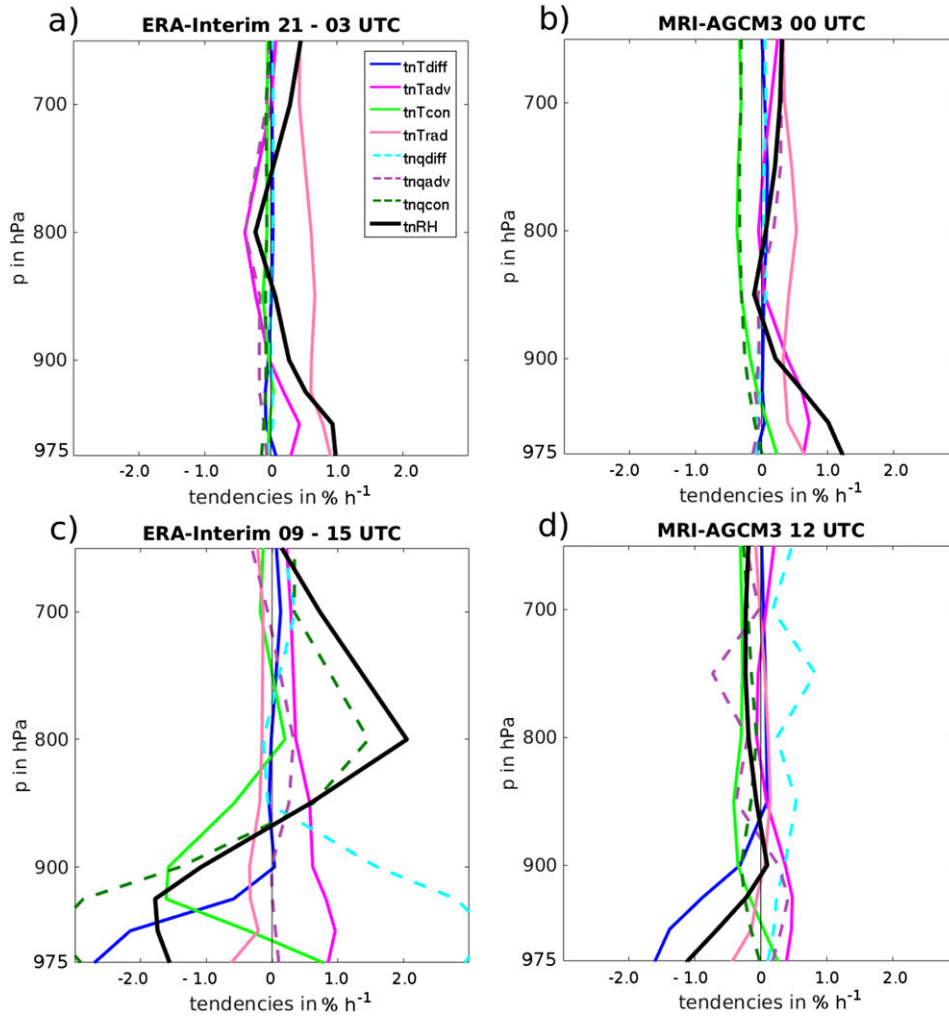 a)
ERA-Interim 21 - 03 UTC
tnTdiff
tnTadv
tnTcon
tnTrad
tnqdiff
tnqadv
tnqcon
tnRH
700
800
900
975
p in hPa
-2.0 - 1.0 0 1.0 2.0
tendencies in % h⁻¹
b)
MRI-AGCM3 00 UTC
700
800
900
975
p in hPa
-2.0 -1.0 0 1.0 2.0
tendencies in % h⁻¹
c)
ERA-Interim 09 - 15 UTC
700
800
900
975
p in hPa
-2.0 - 1.0 0 1.0 2.0
tendencies in % h⁻¹
d)
MRI-AGCM3 12 UTC
700
800
900
975
p in hPa
-2.0 -1.0 0 1.0 2.0
tendencies in % h⁻¹